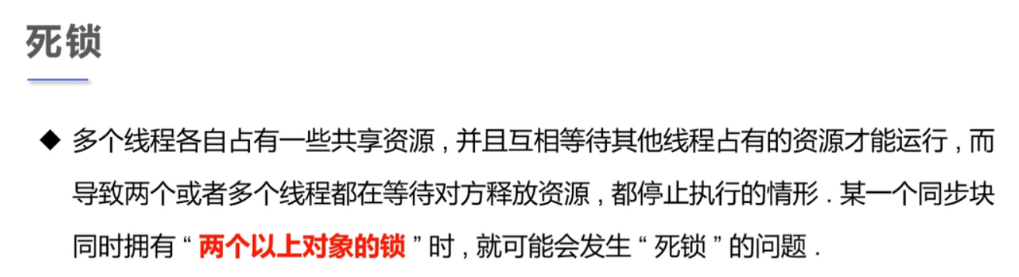 死锁
◆ 多个线程各自占有一些共享资源 , 并且互相等待其他线程占有的资源才能运行 , 而
导致两个或者多个线程都在等待对方释放资源 , 都停止执行的情形 . 某一个同步块
同时拥有 “ 两个以上对象的锁 ” 时 , 就可能会发生 “ 死锁 ” 的问题 .